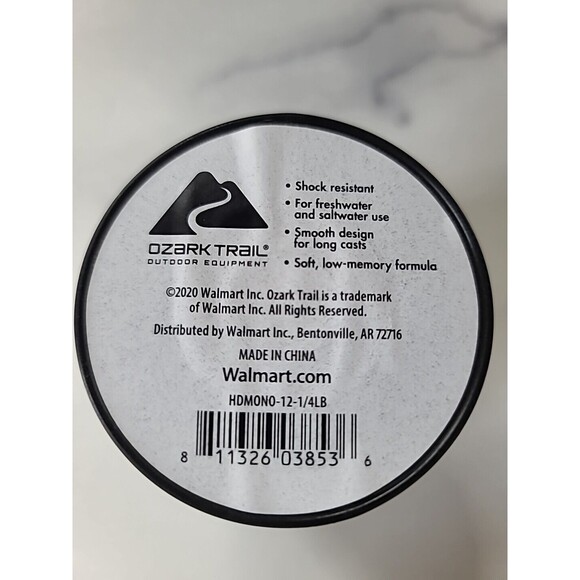 OZARK TRAIL®
OUTDOOR EQUIPMENT
• Shock resistant
• For freshwater
and saltwater use
• Smooth design
for long casts
• Soft, low-memory formula
©2020 Walmart Inc. Ozark Trail is a trademark
of Walmart Inc. All Rights Reserved.
Distributed by Walmart Inc., Bentonville, AR 72716
MADE IN CHINA
Walmart.com
HDMONO-12-1/4LB
8 11326 03853 6